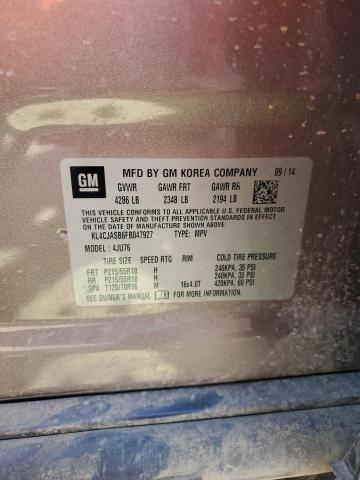 GM
MFD BY GM KOREA COMPANY 09/14
GVWR GAWR FRT GAWR RR
4286 LB 2348 LB 2194 LB
THIS VEHICLE CONFORMS TO ALL APPLICABLE U.S. FEDERAL MOTOR
VEHICLE SAFETY AND THEFT PREVENTION STANDARDS IN
EFFECT ON THE DATE OF MANUFACTURE SHOWN ABOVE.
KL4CJASB6FB047927 TYPE: MPV
MODEL: 4JU76
TIRE SIZE SPEED RTG RIM COLD TIRE PRESSURE
FRT P215/55R18 H 240KPA, 35 PSI
RR P215/55R18 H 240KPA, 35 PSI
SPA T125/70R16 M 16x4.0T 420KPA, 60 PSI
SEE OWNER'S MANUAL FOR ADDITIONAL INFORMATION